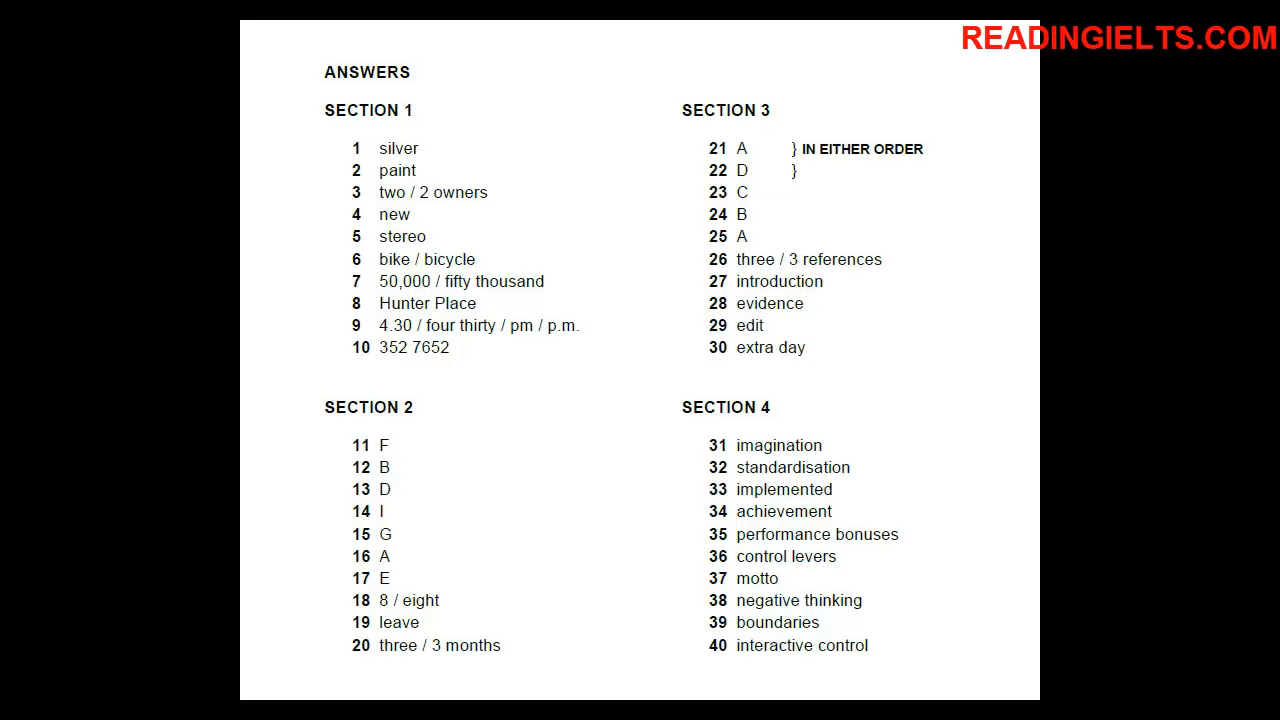 READINGIELTS.COM
ANSWERS
SECTION 1
1 silver
2 paint
3 two / 2 owners
4 new
5 stereo
6 bike / bicycle
7 50,000 / fifty thousand
8 Hunter Place
9 4.30 / four thirty / pm / p.m.
10 352 7652
SECTION 2
11 F
12 B
13 D
14 I
15 G
16 A
17 E
18 8 / eight
19 leave
20 three / 3 months
SECTION 3
21 A } IN EITHER ORDER
22 D }
23 C
24 B
25 A
26 three / 3 references
27 introduction
28 evidence
29 edit
30 extra day
SECTION 4
31 imagination
32 standardisation
33 implemented
34 achievement
35 performance bonuses
36 control levers
37 motto
38 negative thinking
39 boundaries
40 interactive control